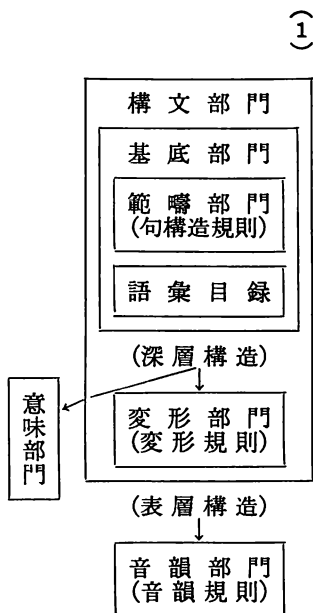 (1)
構文部門
基底部門
範疇部門
(句構造規則)
語彙目録
(深層構造)
意味部門
変形部門
(変形規則)
(表層構造)
音韻部門
(音韻規則)